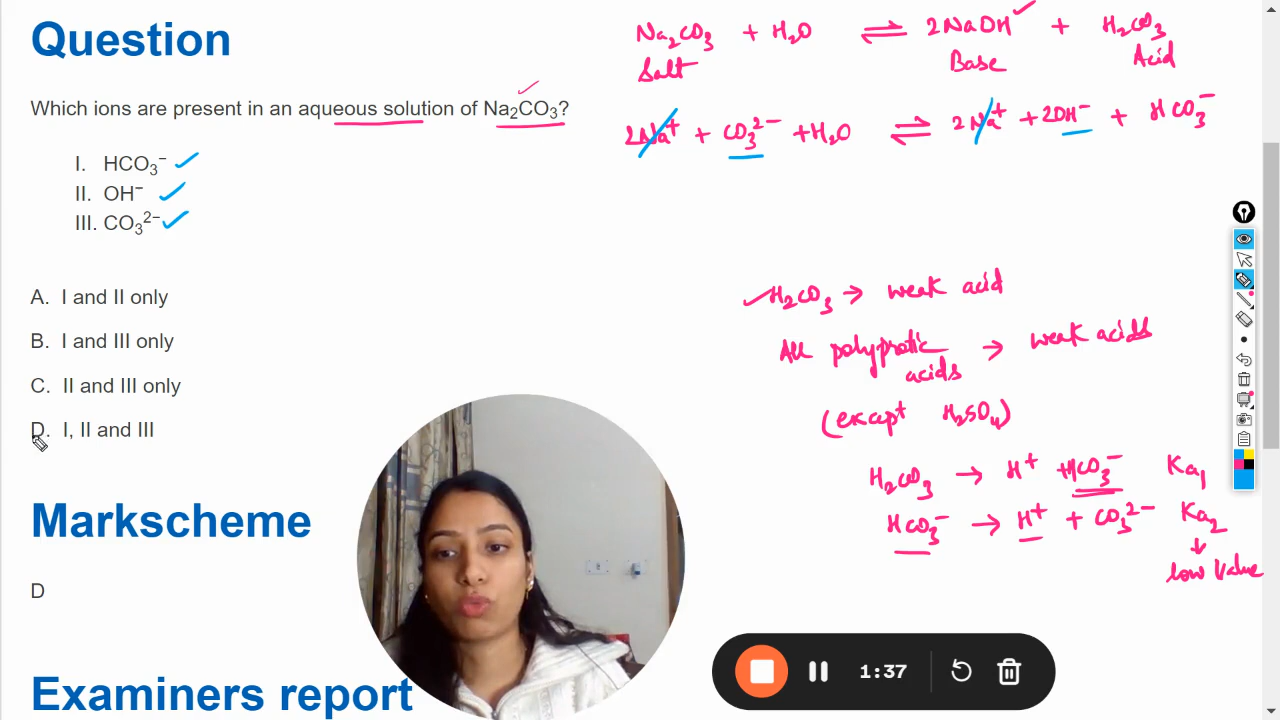 Question
Na₂CO₃ + H₂O ⇌ 2NaOH + H₂CO₃
Salt Base Acid
Which ions are present in an aqueous solution of Na₂CO₃?
2Na⁺ + CO₃²⁻ + H₂O ⇌ 2Na⁺ + 2OH⁻ + HCO₃⁻
I. HCO₃⁻
II. OH⁻
III. CO₃²⁻
A. I and II only
B. I and III only
C. II and III only
D. I, II and III
H₂CO₃ → weak acid
All polyprotic acids → weak acids
(except H₂SO₄)
H₂CO₃ → H⁺ + HCO₃⁻ Ka₁
HCO₃⁻ → H⁺ + CO₃²⁻ Ka₂
↓
low value
Markscheme
D
Examiners report
1:37